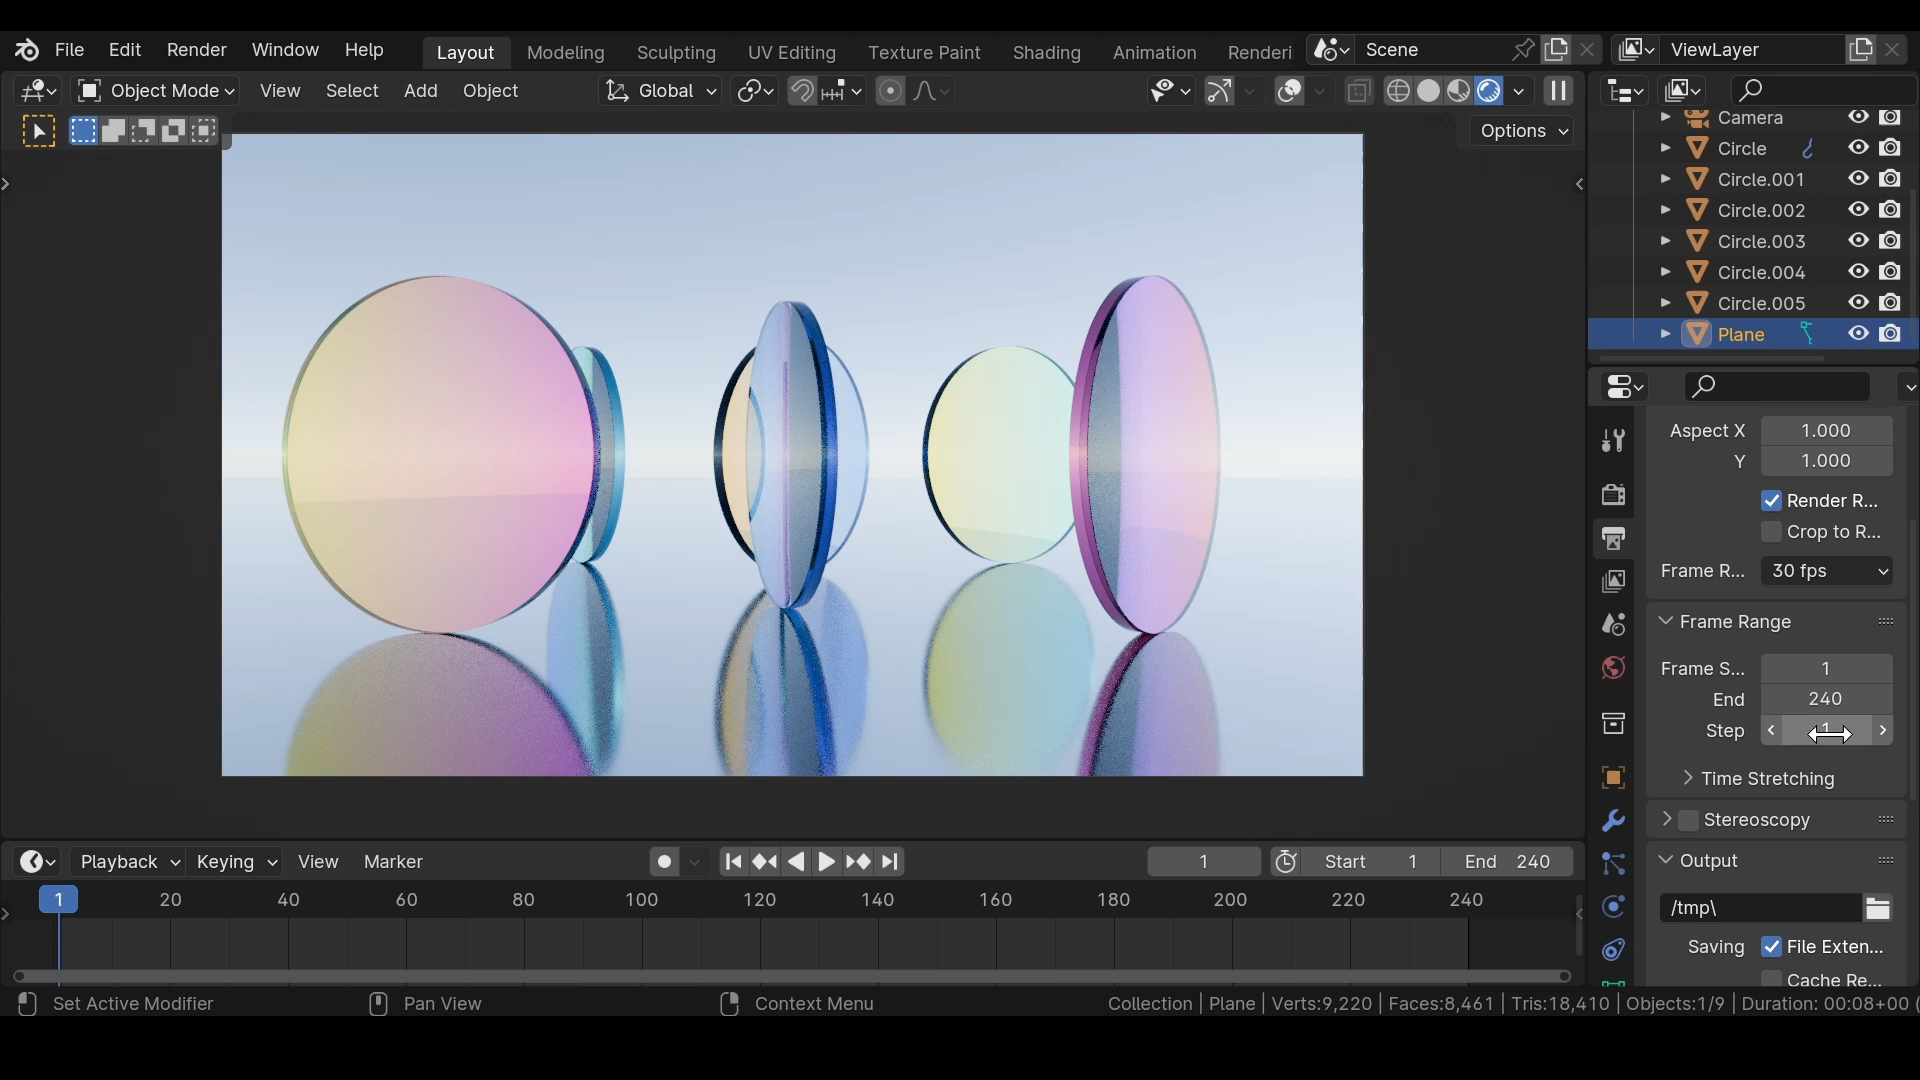 File Edit Render Window Help Layout Modeling Sculpting UV Editing Texture Paint Shading Animation Renderi Scene ViewLayer
Object Mode View Select Add Object Global
Options
Camera
Circle
Circle.001
Circle.002
Circle.003
Circle.004
Circle.005
Plane
Aspect X 1.000
Y 1.000
Render R...
Crop to R...
Frame R... 30 fps
Frame Range
Frame S... 1
End 240
Step
Time Stretching
Stereoscopy
Output
/tmp\
Saving File Exten...
Cache Re...
Playback Keying View Marker 1 Start 1 End 240
1 20 40 60 80 100 120 140 160 180 200 220 240
Set Active Modifier Pan View Context Menu Collection | Plane | Verts:9,220 | Faces:8,461 | Tris:18,410 | Objects:1/9 | Duration: 00:08+00 (